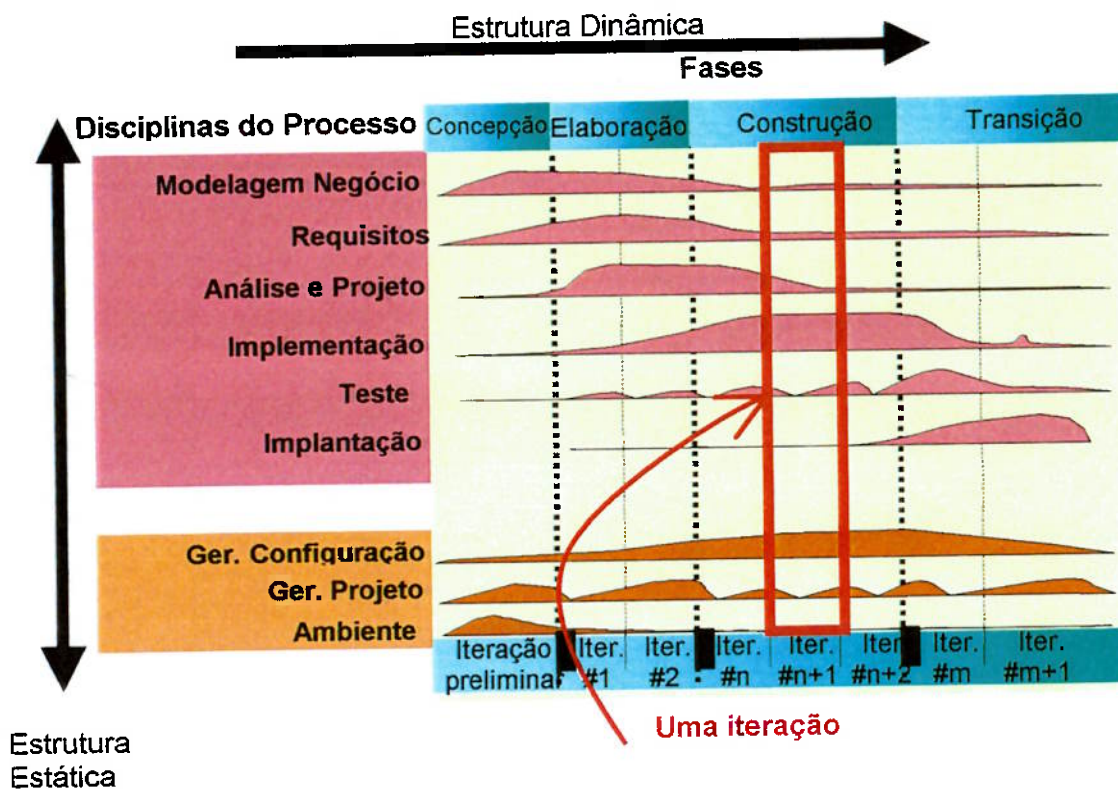 Estrutura Dinâmica
Fases
Disciplinas do Processo
Concepção Elaboração Construção Transição
Modelagem Negócio
Requisitos
Análise e Projeto
Implementação
Teste
Implantação
Ger. Configuração
Ger. Projeto
Ambiente
Iteração Iter. Iter. Iter. Iter. Iter Iter. Iter.
prelimina #1 #2 #n #n+1 #n+2 #m #m+1
Uma iteração
Estrutura
Estática